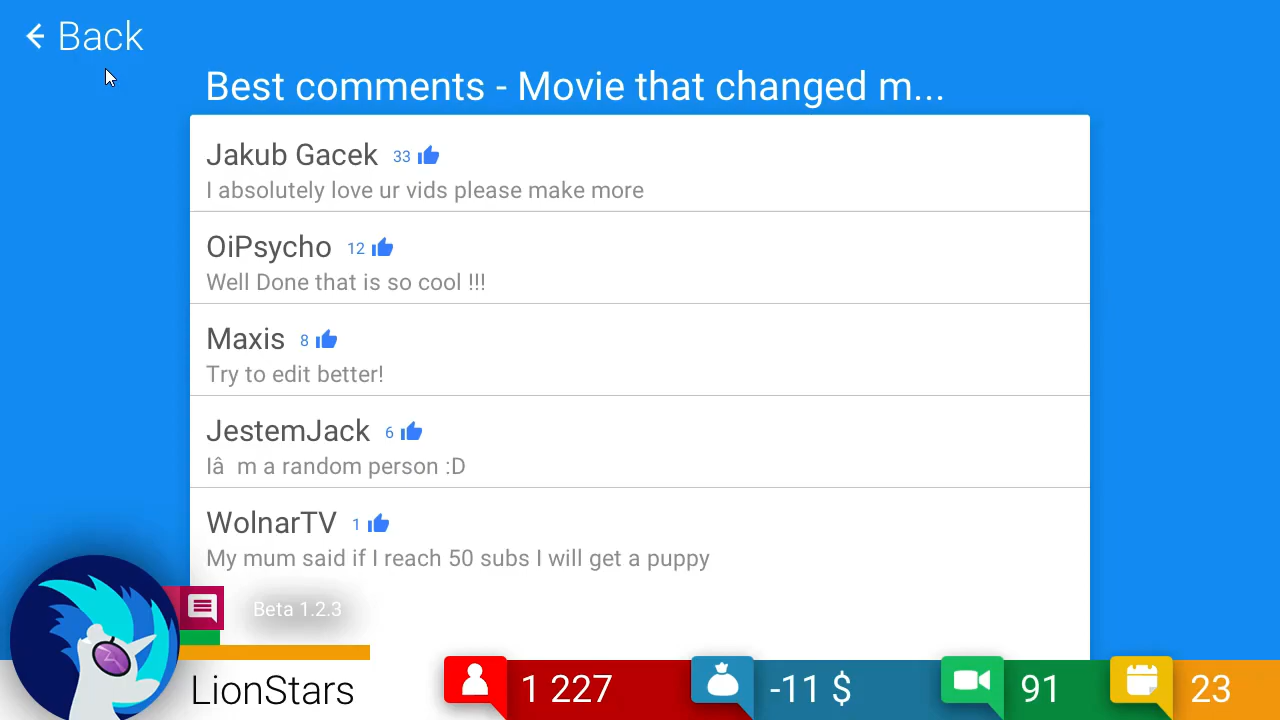 Back
Best comments - Movie that changed m...
Jakub Gacek 33
I absolutely love ur vids please make more
OiPsycho 12
Well Done that is so cool !!!
Maxis 8
Try to edit better!
JestemJack 6
Iâ m a random person :D
WolnarTV 1
My mum said if I reach 50 subs I will get a puppy
Beta 1.2.3
LionStars
1 227
-11 $
91
23